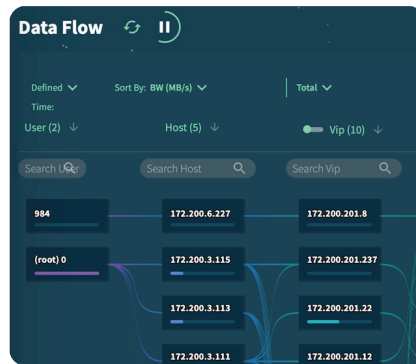 Data Flow
Defined
Sort By: BW (MB/s)
Total
Time:
User (2)
Host (5)
Vip (10)
Search User
Search Host
Search Vip
984
172.200.6.227
172.200.201.8
(root) 0
172.200.3.115
172.200.201.237
172.200.3.113
172.200.201.22
172.200.3.111
172.200.201.12